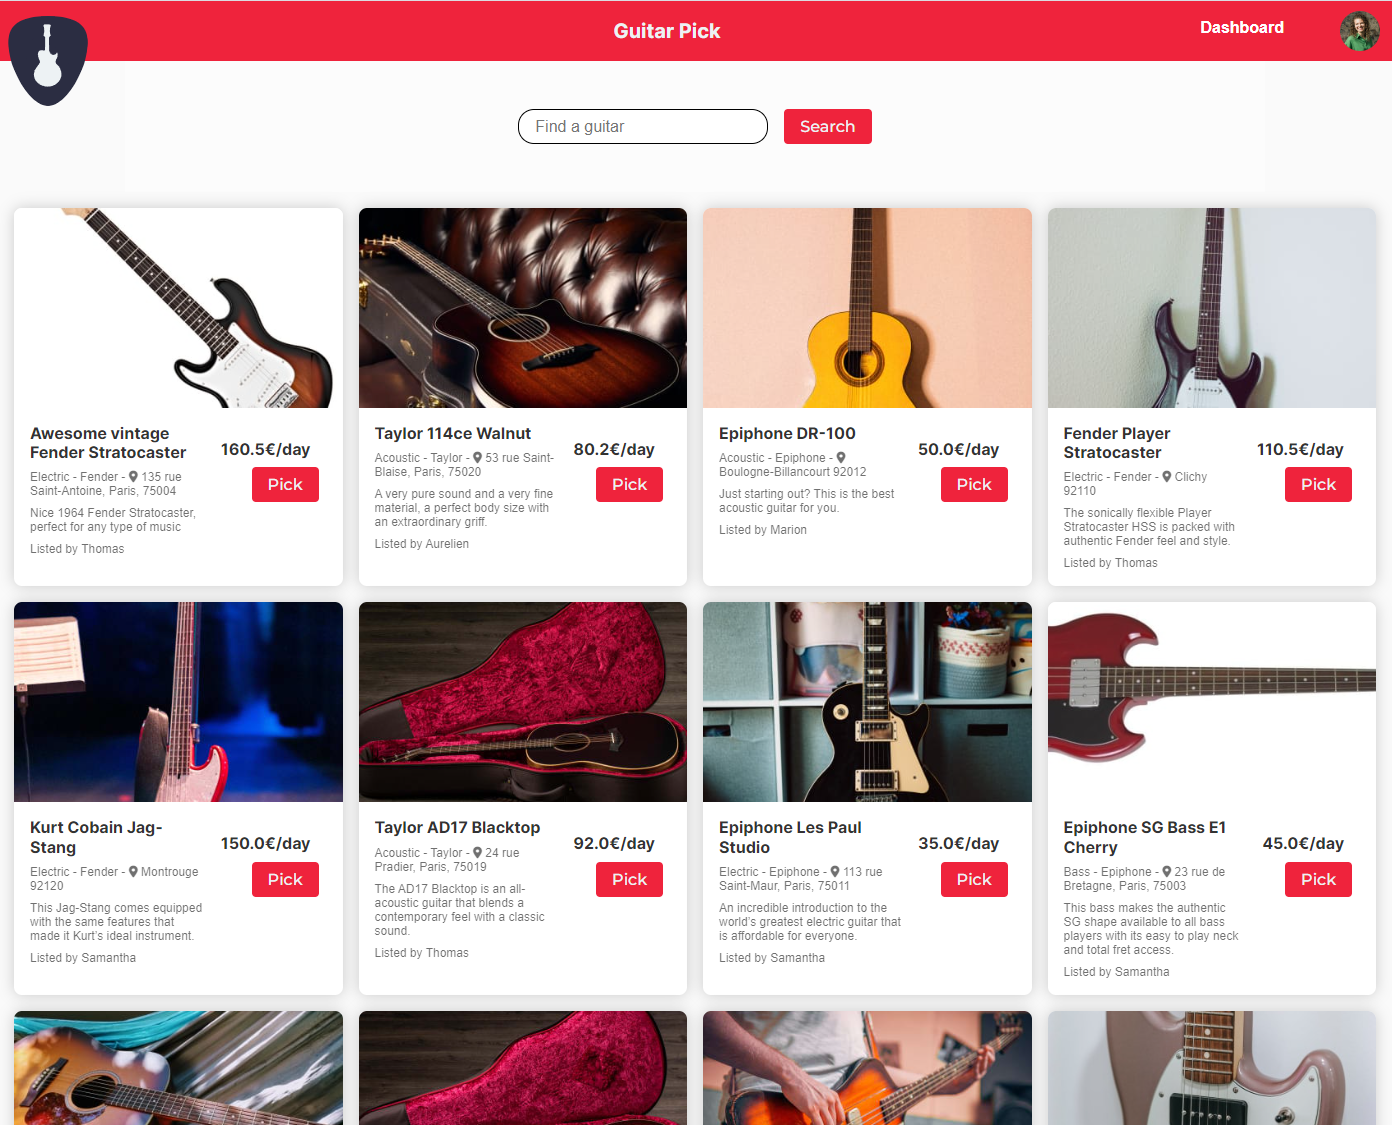 Guitar Pick
Dashboard
Find a guitar
Search
Awesome vintage
Fender Stratocaster
160.5€/day
Electric - Fender - 135 rue
Saint-Antoine, Paris, 75004
Pick
Nice 1964 Fender Stratocaster,
perfect for any type of music
Listed by Thomas
Taylor 114ce Walnut
80.2€/day
Acoustic - Taylor - 53 rue Saint-
Blaise, Paris, 75020
Pick
A very pure sound and a very fine
material, a perfect body size with
an extraordinary griff.
Listed by Aurelien
Epiphone DR-100
50.0€/day
Acoustic - Epiphone -
Boulogne-Billancourt 92012
Pick
Just starting out? This is the best
acoustic guitar for you.
Listed by Marion
Fender Player
Stratocaster
110.5€/day
Electric - Fender - Clichy
92110
Pick
The sonically flexible Player
Stratocaster HSS is packed with
authentic Fender feel and style.
Listed by Thomas
Kurt Cobain Jag-
Stang
150.0€/day
Electric - Fender - Montrouge
92120
Pick
This Jag-Stang comes equipped
with the same features that
made it Kurt's ideal instrument.
Listed by Samantha
Taylor AD17 Blacktop
92.0€/day
Acoustic - Taylor - 24 rue
Pradier, Paris, 75019
Pick
The AD17 Blacktop is an all-
acoustic guitar that blends a
contemporary feel with a classic
sound.
Listed by Thomas
Epiphone Les Paul
Studio
35.0€/day
Electric - Epiphone - 113 rue
Saint-Maur, Paris, 75011
Pick
An incredible introduction to the
world's greatest electric guitar that
is affordable for everyone.
Listed by Samantha
Epiphone SG Bass E1
Cherry
45.0€/day
Bass - Epiphone - 23 rue de
Bretagne, Paris, 75003
Pick
This bass makes the authentic
SG shape available to all bass
players with its easy to play neck
and total fret access.
Listed by Samantha